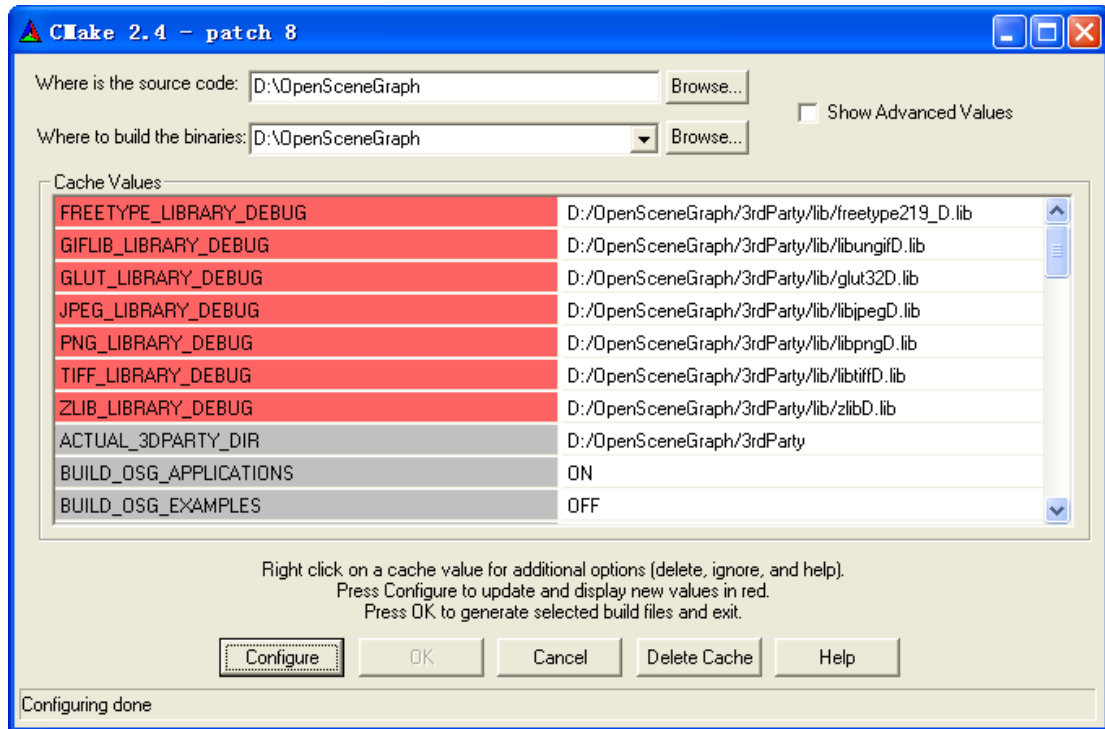 CMake 2.4 - patch 8
Where is the source code: D:\OpenSceneGraph Browse...
Show Advanced Values
Where to build the binaries: D:\OpenSceneGraph Browse...
Cache Values
FREETYPE_LIBRARY_DEBUG D:/OpenSceneGraph/3rdParty/lib/freetype219_D.lib
GIFLIB_LIBRARY_DEBUG D:/OpenSceneGraph/3rdParty/lib/libungifD.lib
GLUT_LIBRARY_DEBUG D:/OpenSceneGraph/3rdParty/lib/glut32D.lib
JPEG_LIBRARY_DEBUG D:/OpenSceneGraph/3rdParty/lib/libjpegD.lib
PNG_LIBRARY_DEBUG D:/OpenSceneGraph/3rdParty/lib/libpngD.lib
TIFF_LIBRARY_DEBUG D:/OpenSceneGraph/3rdParty/lib/libtiffD.lib
ZLIB_LIBRARY_DEBUG D:/OpenSceneGraph/3rdParty/lib/zlibD.lib
ACTUAL_3DPARTY_DIR D:/OpenSceneGraph/3rdParty
BUILD_OSG_APPLICATIONS ON
BUILD_OSG_EXAMPLES OFF
Right click on a cache value for additional options (delete, ignore, and help).
Press Configure to update and display new values in red.
Press OK to generate selected build files and exit.
Configure OK Cancel Delete Cache Help
Configuring done